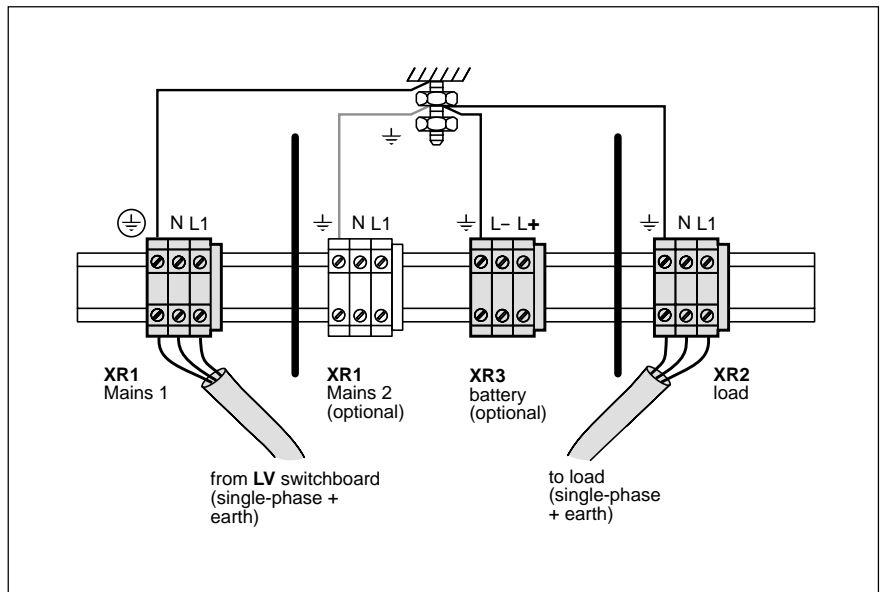 N L1
N L1
L– L+
N L1
XR1
Mains 1
XR1
Mains 2
(optional)
XR3
battery
(optional)
XR2
load
from LV switchboard
(single-phase +
earth)
to load
(single-phase
+ earth)